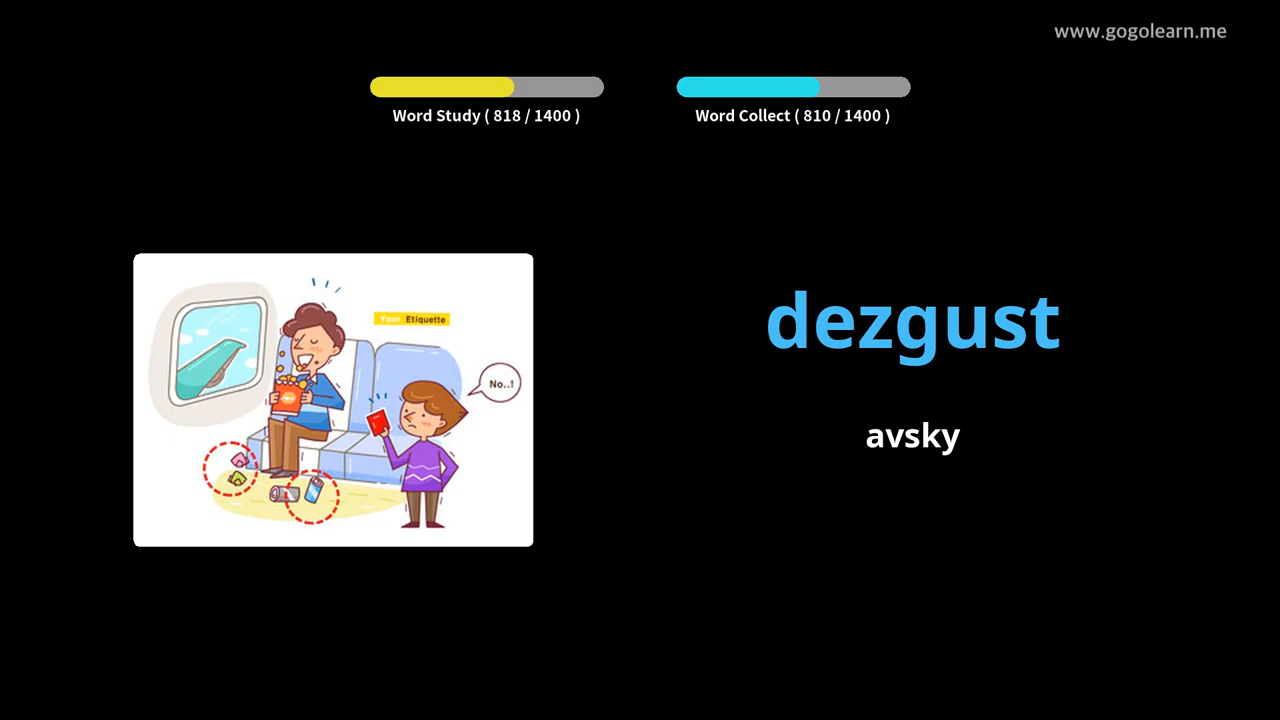 www.gogolearn.me
Word Study ( 818 / 1400 )
Word Collect ( 810 / 1400 )
Your Etiquette
No..!
dezgust
avsky